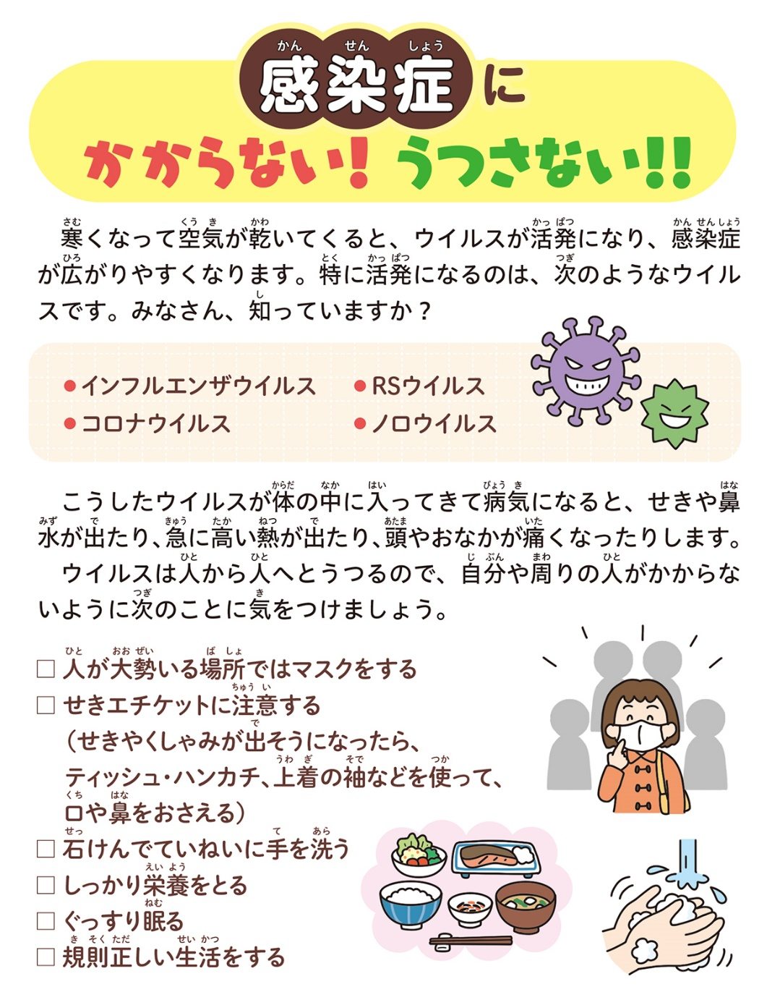 感染症に
かからない！ うつさない!!
寒くなって空気が乾いてくると、ウイルスが活発になり、感染症
が広がりやすくなります。特に活発になるのは、次のようなウイル
スです。みなさん、知っていますか？
●インフルエンザウイルス ●RSウイルス
●コロナウイルス ●ノロウイルス
こうしたウイルスが体の中に入ってきて病気になると、せきや鼻
水が出たり、急に高い熱が出たり、頭やおなかが痛くなったりします。
ウイルスは人から人へとうつるので、自分や周りの人がかからな
いように次のことに気をつけましょう。
□ 人が大勢いる場所ではマスクをする
□ せきエチケットに注意する
（せきやくしゃみが出そうになったら、
ティッシュ・ハンカチ、上着の袖などを使って、
口や鼻をおさえる）
□ 石けんでていねいに手を洗う
□ しっかり栄養をとる
□ ぐっすり眠る
□ 規則正しい生活をする